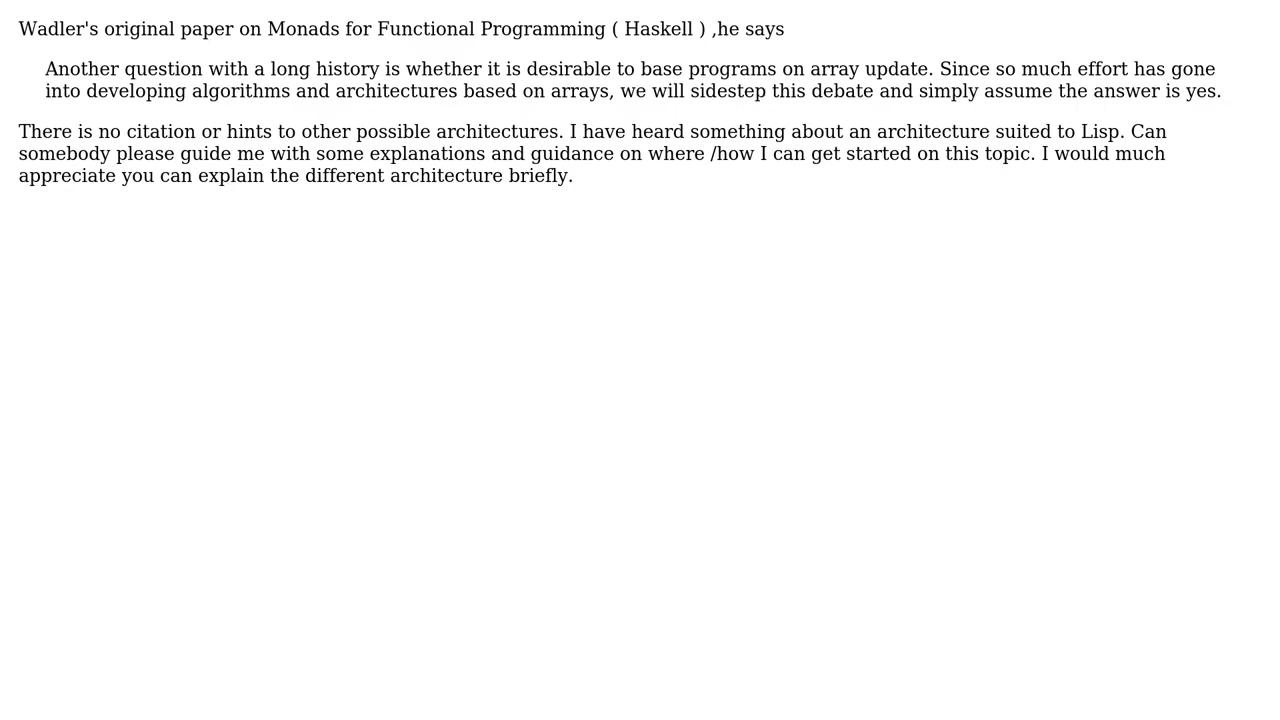 Wadler's original paper on Monads for Functional Programming ( Haskell ) ,he says
Another question with a long history is whether it is desirable to base programs on array update. Since so much effort has gone
into developing algorithms and architectures based on arrays, we will sidestep this debate and simply assume the answer is yes.
There is no citation or hints to other possible architectures. I have heard something about an architecture suited to Lisp. Can
somebody please guide me with some explanations and guidance on where /how I can get started on this topic. I would much
appreciate you can explain the different architecture briefly.